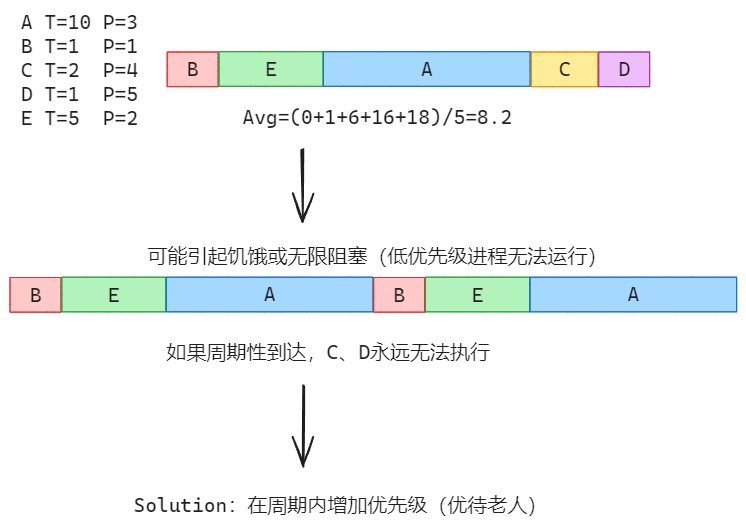 A T=10 P=3
B T=1 P=1
C T=2 P=4
D T=1 P=5
E T=5 P=2
B E A C D
Avg=(0+1+6+16+18)/5=8.2
可能引起饥饿或无限阻塞（低优先级进程无法运行）
B E A B E A
如果周期性到达，C、D永远无法执行
Solution：在周期内增加优先级（优待老人）